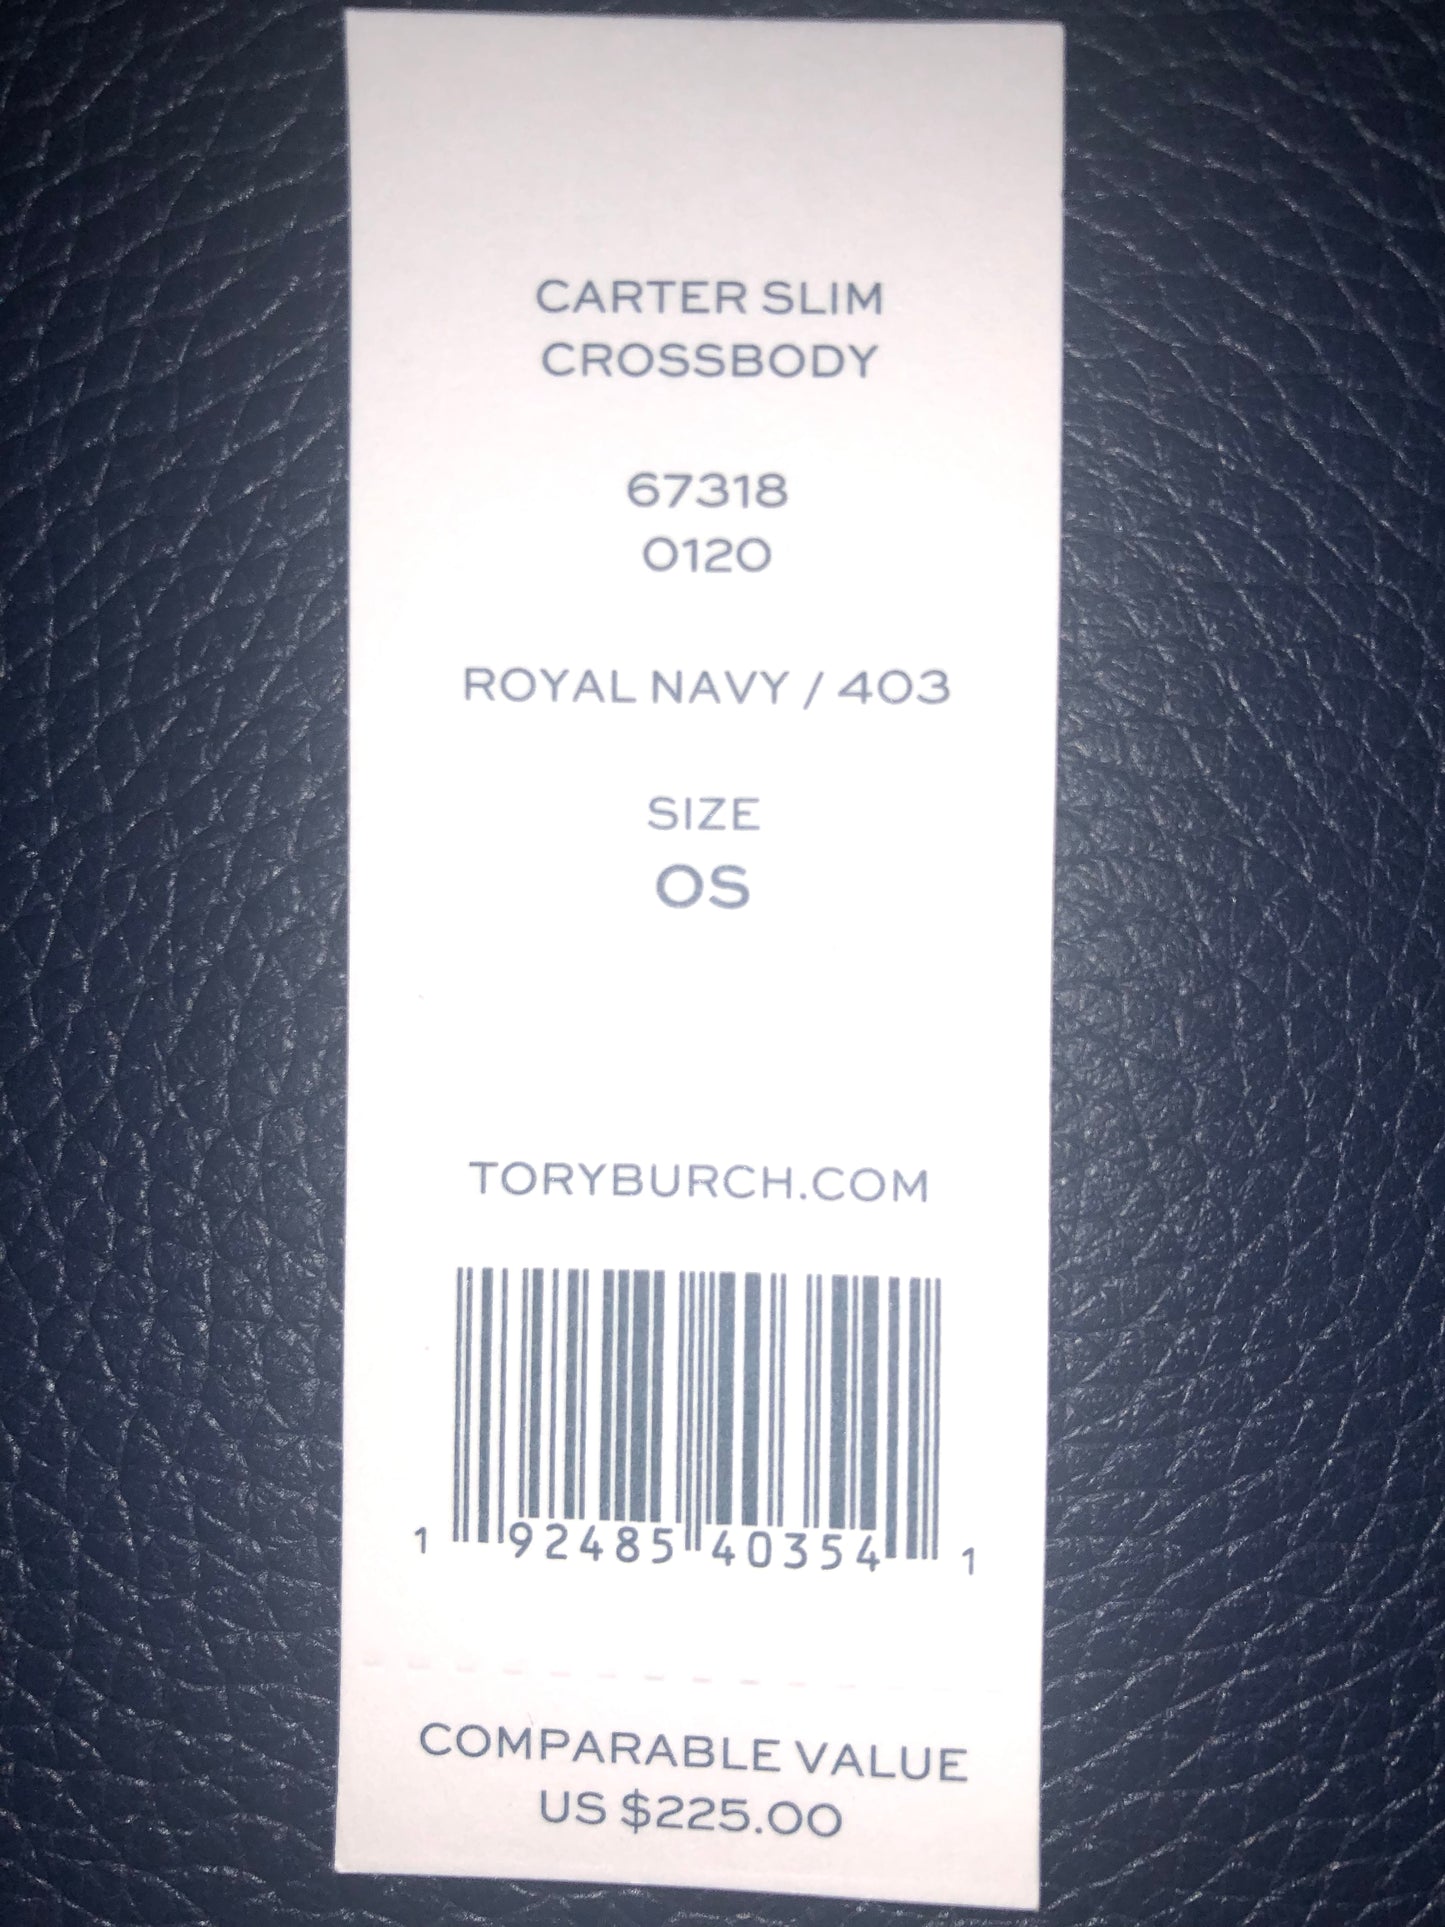 CARTER SLIM
CROSSBODY
67318
0120
ROYAL NAVY / 403
SIZE
OS
TORYBURCH.COM
1 92485 40354 1
COMPARABLE VALUE
US $225.00